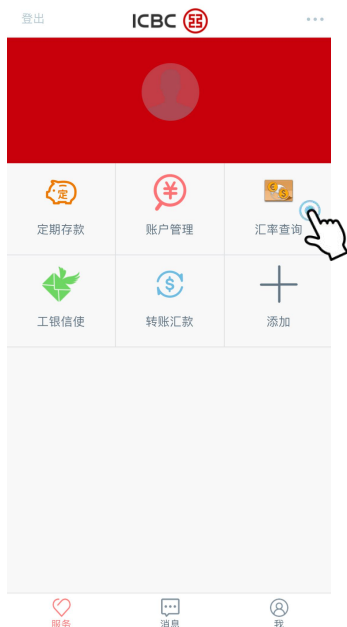 登出 ICBC
定
定期存款 账户管理 汇率查询
工银信使 转账汇款 添加
服务 消息 我